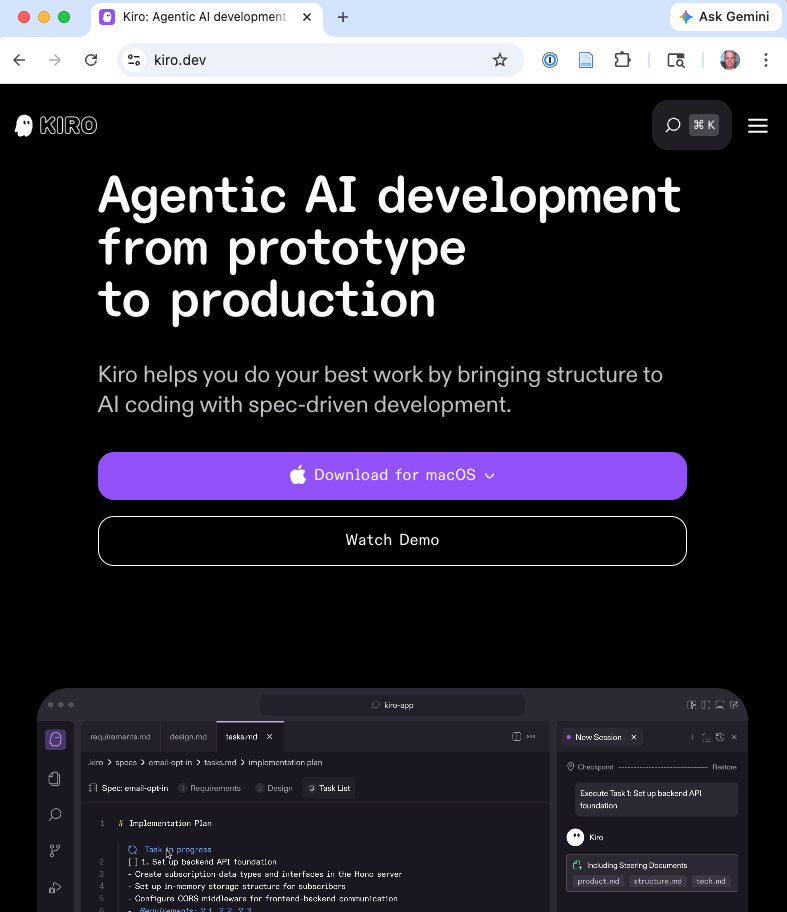 Kiro: Agentic AI development
Ask Gemini
kiro.dev
KIRO
⌘ K
Agentic AI development
from prototype
to production
Kiro helps you do your best work by bringing structure to
AI coding with spec-driven development.
Download for macOS
Watch Demo
kiro-app
requirements.md
design.md
tasks.md
New Session
.kiro > specs > email-opt-in > tasks.md > implementation plan
Checkpoint
Restore
Spec: email-opt-in
1 Requirements
2 Design
3 Task List
Execute Task 1: Set up backend API
foundation
1 # Implementation Plan
Kiro
Task in progress
2 [ ] 1. Set up backend API foundation
3 - Create subscription data types and interfaces in the Hono server
4 - Set up in-memory storage structure for subscribers
5 - Configure CORS middleware for frontend-backend communication
6 - Requirements: 2.1, 2.2, 2.3
Including Steering Documents
product.md
structure.md
tech.md